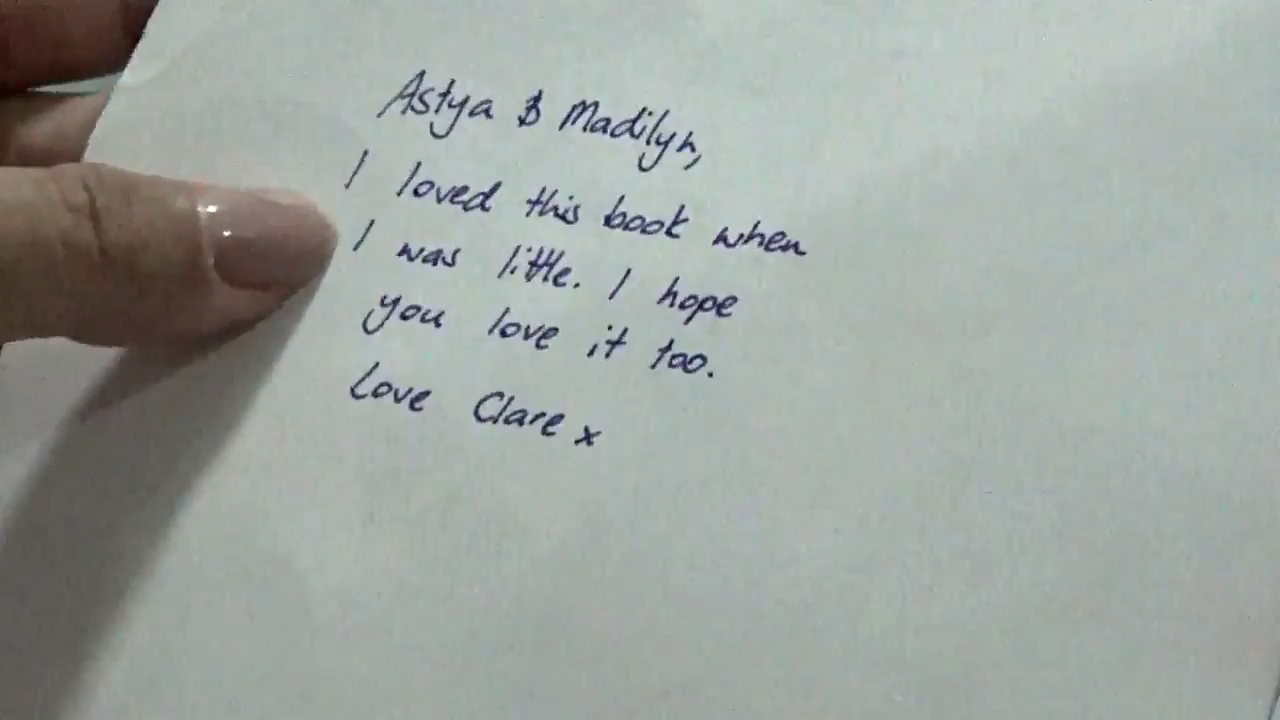 Astya & Madilyn,
I loved this book when
I was little. I hope
you love it too.
Love Clare x